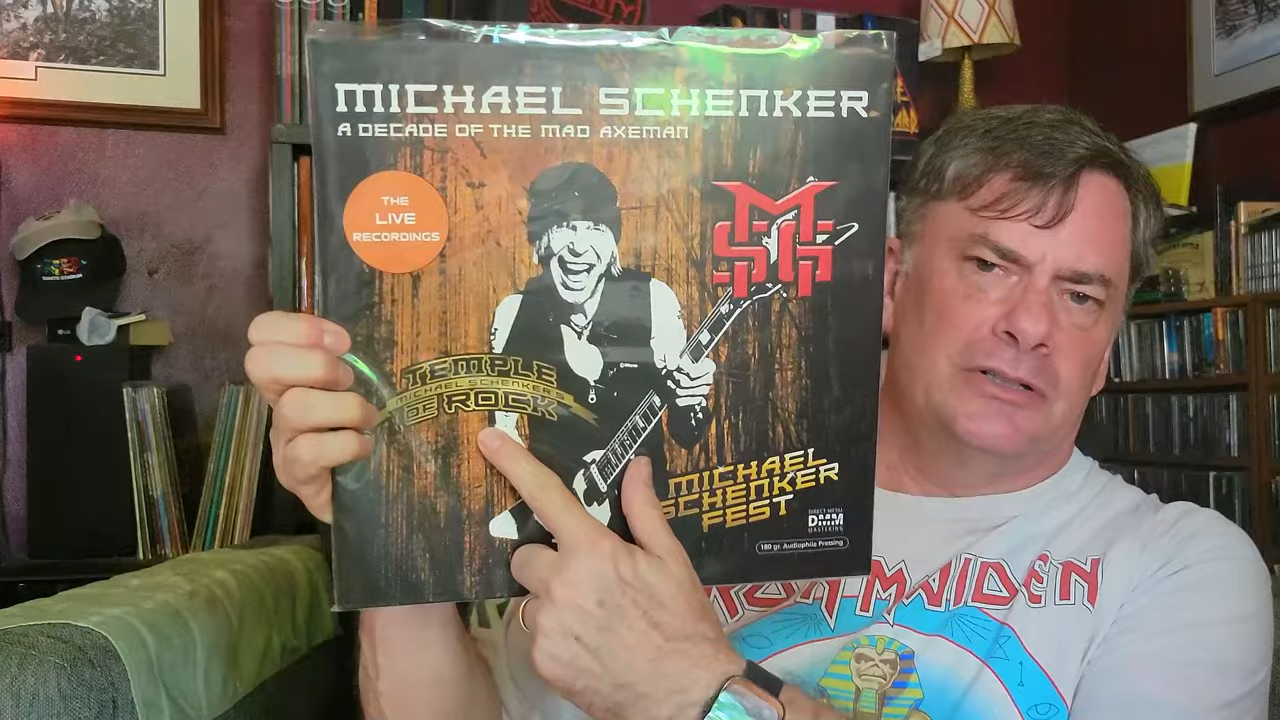 MICHAEL SCHENKER
A DECADE OF THE MAD AXEMAN
THE
LIVE
RECORDINGS
MSG
TEMPLE
MICHAEL SCHENKER'S
OF ROCK
MICHAEL
SCHENKER
FEST
DIRECT METAL
DMM
MASTERING
180 gr. Audiophile Pressing
IRON MAIDEN